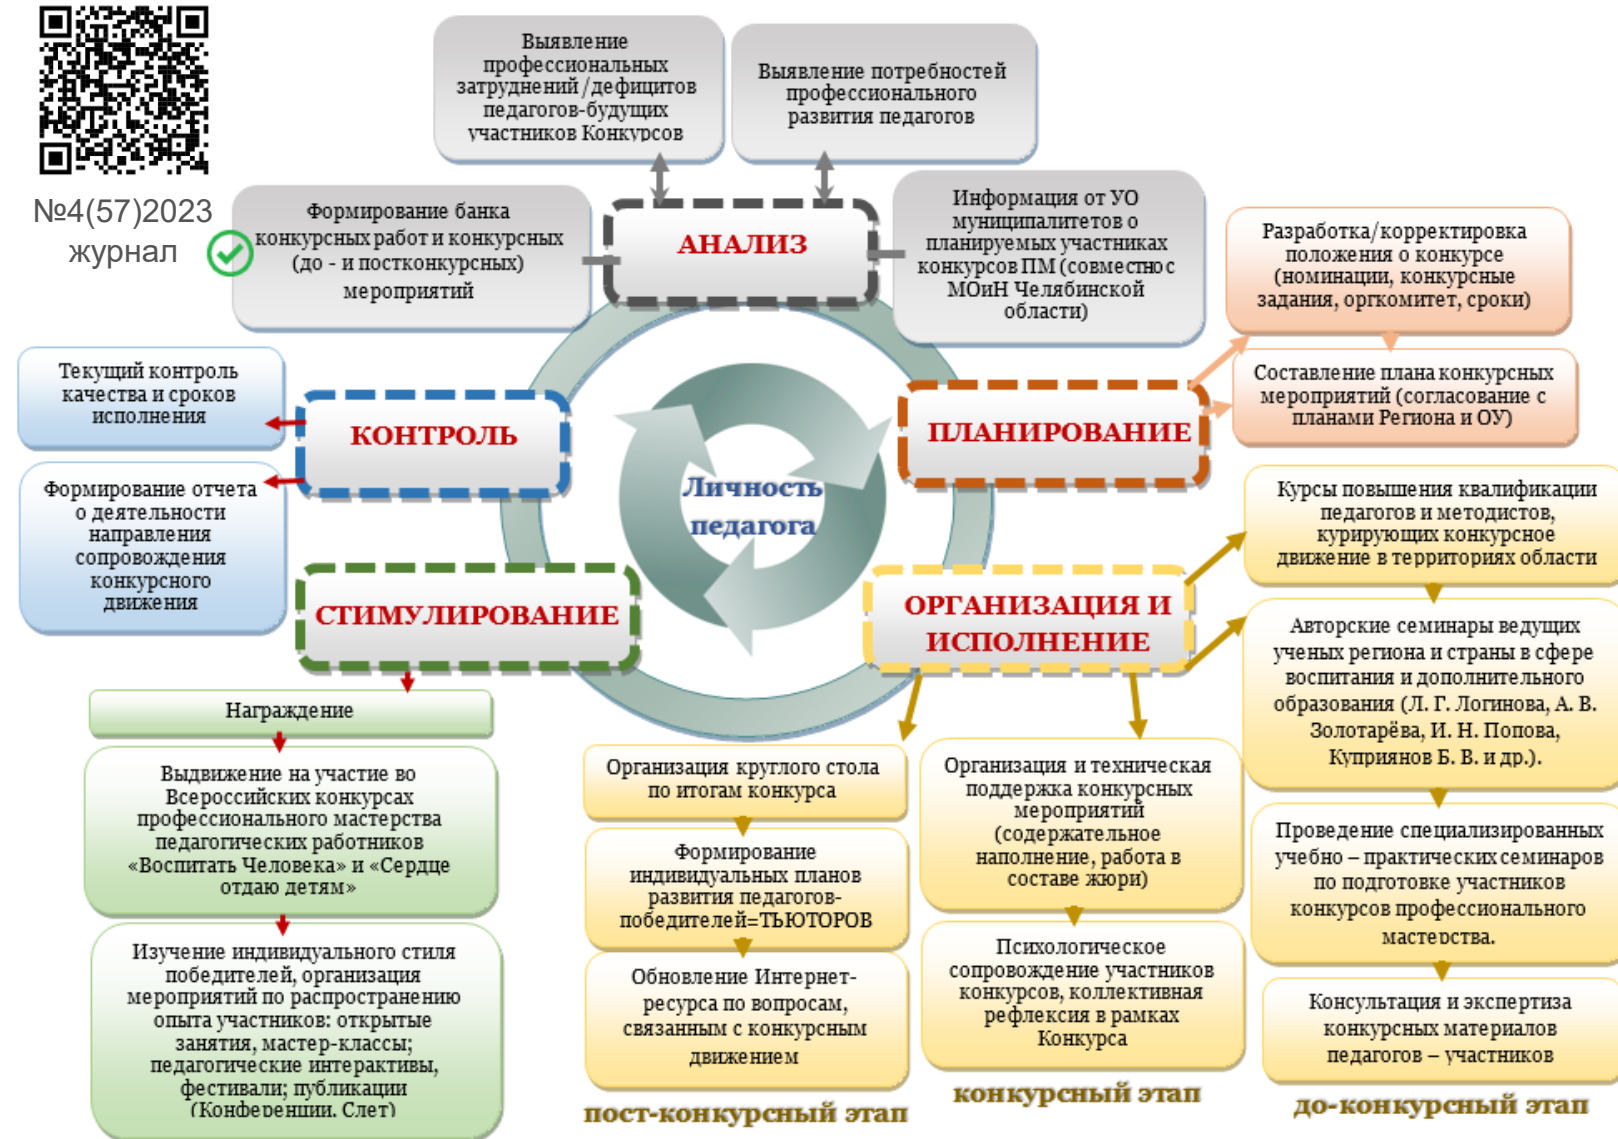 №4(57)2023
журнал
Выявление
профессиональных
затруднений /дефицитов
педагогов-будущих
участников Конкурсов
Выявление потребностей
профессионального
развития педагогов
Формирование банка
конкурсных работ и конкурсных
(до - и постконкурсных)
мероприятий
АНАЛИЗ
Информация от УО
муниципалитетов о
планируемых участниках
конкурсов ПМ (совместно с
МОиН Челябинской
области)
Разработка/корректировка
положения о конкурсе
(номинации, конкурсные
задания, оргкомитет, сроки)
Составление плана конкурсных
мероприятий (согласование с
планами Региона и ОУ)
ПЛАНИРОВАНИЕ
Текущий контроль
качества и сроков
исполнения
КОНТРОЛЬ
Формирование отчета
о деятельности
направления
сопровождения
конкурсного
движения
Личность
педагога
СТИМУЛИРОВАНИЕ
ОРГАНИЗАЦИЯ И
ИСПОЛНЕНИЕ
Курсы повышения квалификации
педагогов и методистов,
курирующих конкурсное
движение в территориях области
Авторские семинары ведущих
ученых региона и страны в сфере
воспитания и дополнительного
образования (Л. Г. Логинова, А. В.
Золотарёва, И. Н. Попова,
Куприянов Б. В. и др.).
Проведение специализированных
учебно – практических семинаров
по подготовке участников
конкурсов профессионального
мастерства.
Консультация и экспертиза
конкурсных материалов
педагогов – участников
до-конкурсный этап
Организация и техническая
поддержка конкурсных
мероприятий
(содержательное
наполнение, работа в
составе жюри)
Психологическое
сопровождение участников
конкурсов, коллективная
рефлексия в рамках
Конкурса
конкурсный этап
Организация круглого стола
по итогам конкурса
Формирование
индивидуальных планов
развития педагогов-
победителей=ТЬЮТОРОВ
Обновление Интернет-
ресурса по вопросам,
связанным с конкурсным
движением
пост-конкурсный этап
Награждение
Выдвижение на участие во
Всероссийских конкурсах
профессионального мастерства
педагогических работников
«Воспитать Человека» и «Сердце
отдаю детям»
Изучение индивидуального стиля
победителей, организация
мероприятий по распространению
опыта участников: открытые
занятия, мастер-классы;
педагогические интерактивы,
фестивали; публикации
(Конференции. Слет)